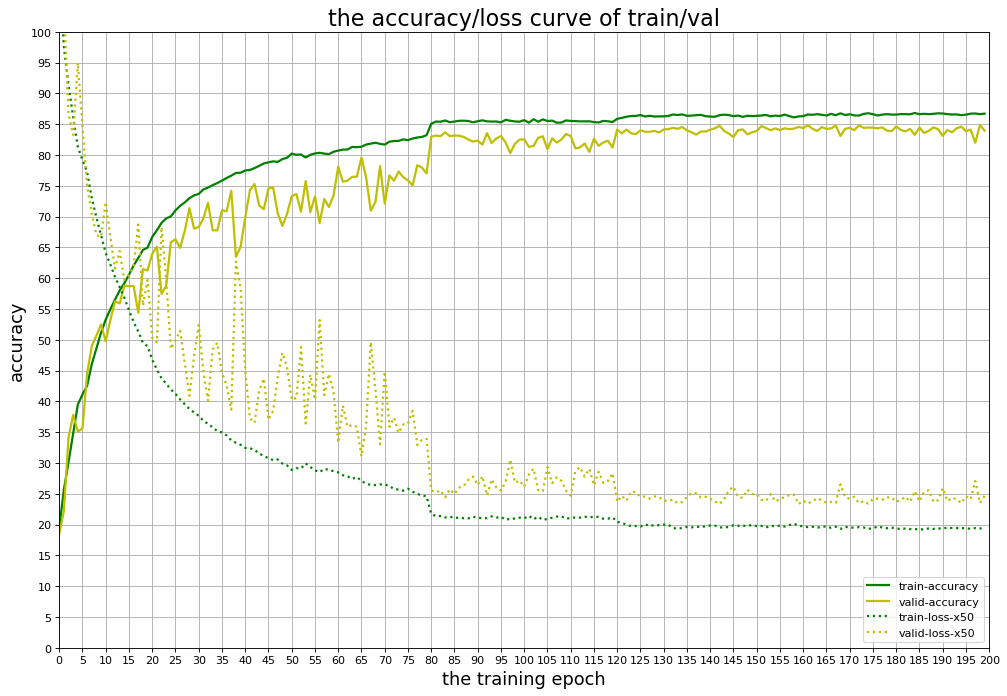 the accuracy/loss curve of train/val
100
95
90
85
80
75
70
65
60
55
50
45
40
35
30
25
20
15
10
5
0
accuracy
train-accuracy
valid-accuracy
train-loss-x50
valid-loss-x50
0 5 10 15 20 25 30 35 40 45 50 55 60 65 70 75 80 85 90 95 100 105 110 115 120 125 130 135 140 145 150 155 160 165 170 175 180 185 190 195 200
the training epoch